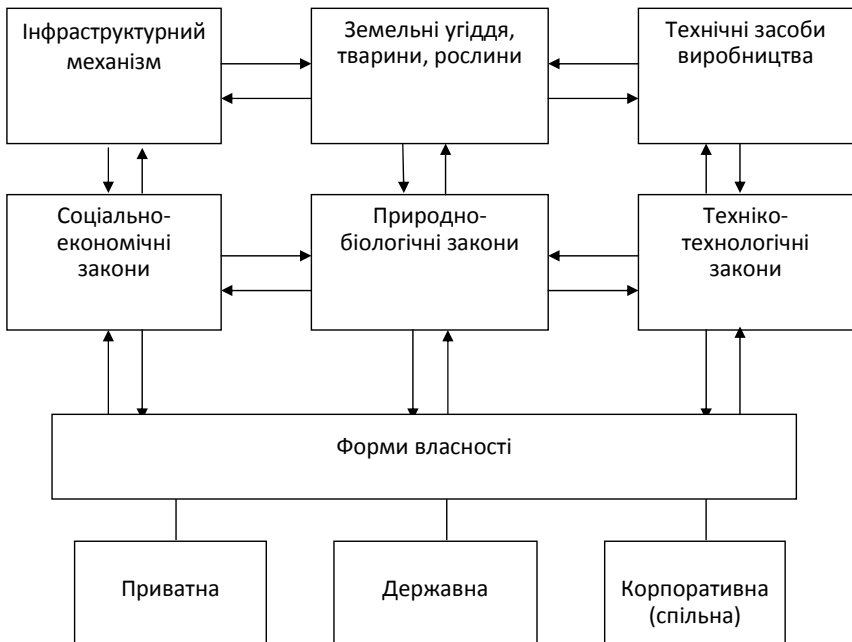 Інфраструктурний
механізм
Земельні угіддя,
тварини, рослини
Технічні засоби
виробництва
Соціально-
економічні
закони
Природно-
біологічні закони
Техніко-
технологічні
закони
Форми власності
Приватна
Державна
Корпоративна
(спільна)